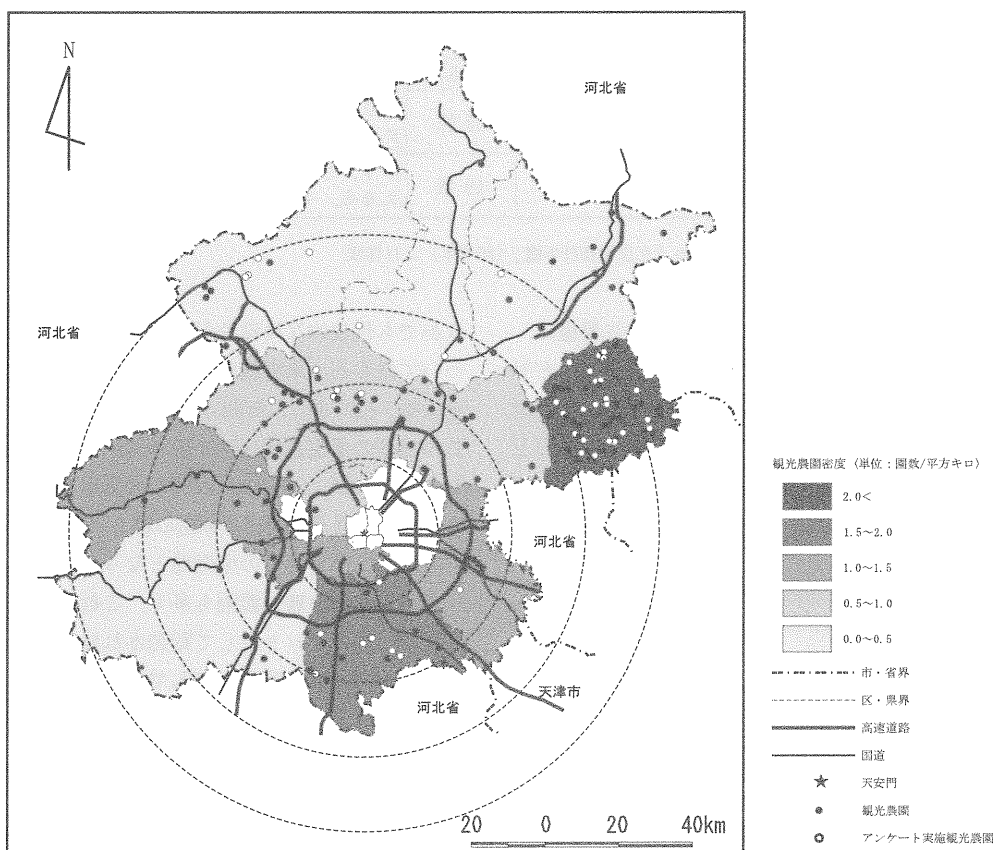 N
河北省
河北省
河北省
河北省
天津市
20 0 20 40km
観光農園密度（単位：園数/平方キロ）
2.0<
1.5〜2.0
1.0〜1.5
0.5〜1.0
0.0〜0.5
市・省界
区・県界
高速道路
国道
天安門
観光農園
アンケート実施観光農園